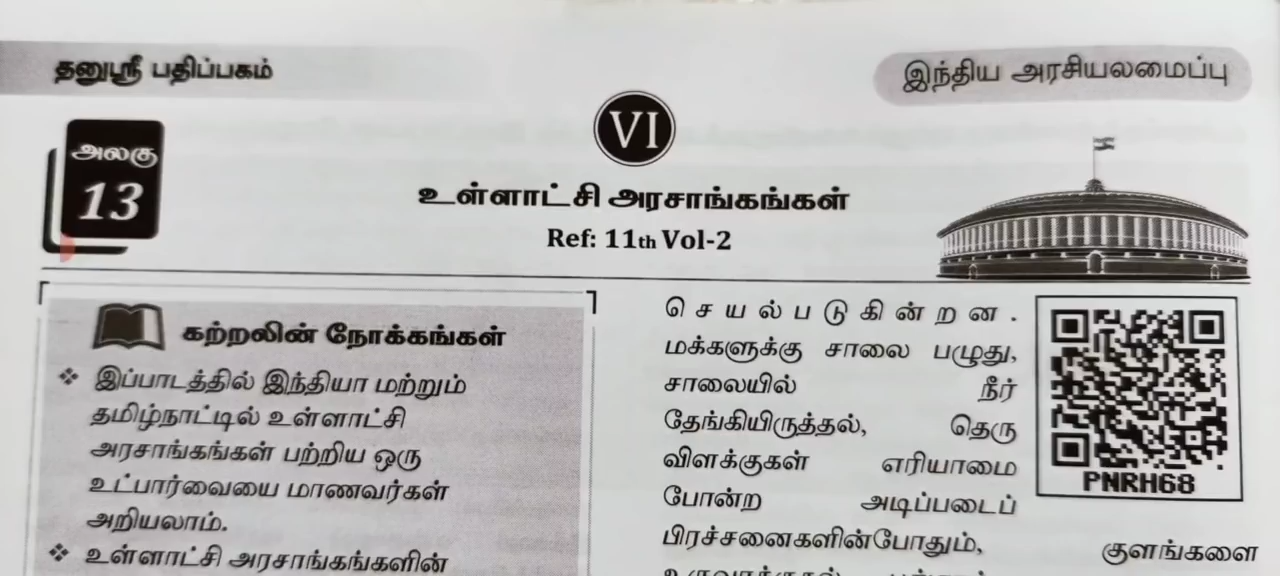 தனுஸ்ரீ பதிப்பகம்
இந்திய அரசியலமைப்பு
அலகு
13
VI
உள்ளாட்சி அரசாங்கங்கள்
Ref: 11th Vol-2
கற்றலின் நோக்கங்கள்
❖ இப்பாடத்தில் இந்தியா மற்றும்
தமிழ்நாட்டில் உள்ளாட்சி
அரசாங்கங்கள் பற்றிய ஒரு
உட்பார்வையை மாணவர்கள்
அறியலாம்.
❖ உள்ளாட்சி அரசாங்கங்களின்
செயல்படுகின்றன.
மக்களுக்கு சாலை பழுது,
சாலையில் நீர்
தேங்கியிருத்தல், தெரு
விளக்குகள் எரியாமை
போன்ற அடிப்படைப்
பிரச்சனைகளின்போதும், குளங்களை
PNRH68